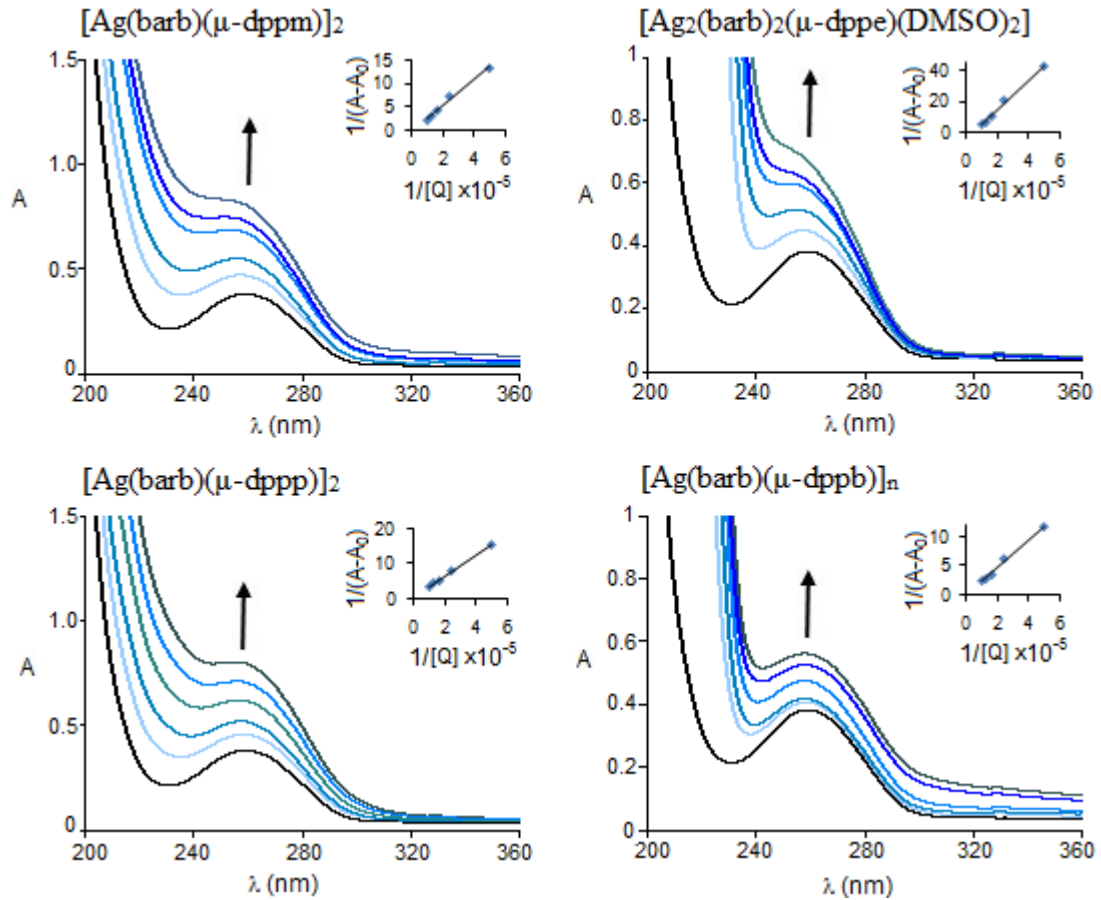 [Ag(barb)(µ-dppm)]2
1.5
1.0
0.5
0
A
200 240 280 320 360
λ (nm)
15
10
5
0
1/(A-A0)
0 2 4 6
1/[Q] ×10-5
[Ag2(barb)2(µ-dppe)(DMSO)2]
1
0.8
0.6
0.4
0.2
0
A
200 240 280 320 360
λ (nm)
40
20
0
1/(A-A0)
0 2 4 6
1/[Q] ×10-5
[Ag(barb)(µ-dppp)]2
1.5
1.0
0.5
0
A
200 240 280 320 360
λ (nm)
20
10
0
1/(A-A0)
0 2 4 6
1/[Q] ×10-5
[Ag(barb)(µ-dppb)]n
1
0.8
0.6
0.4
0.2
0
A
200 240 280 320 360
λ (nm)
10
5
0
1/(A-A0)
0 2 4 6
1/[Q] ×10-5